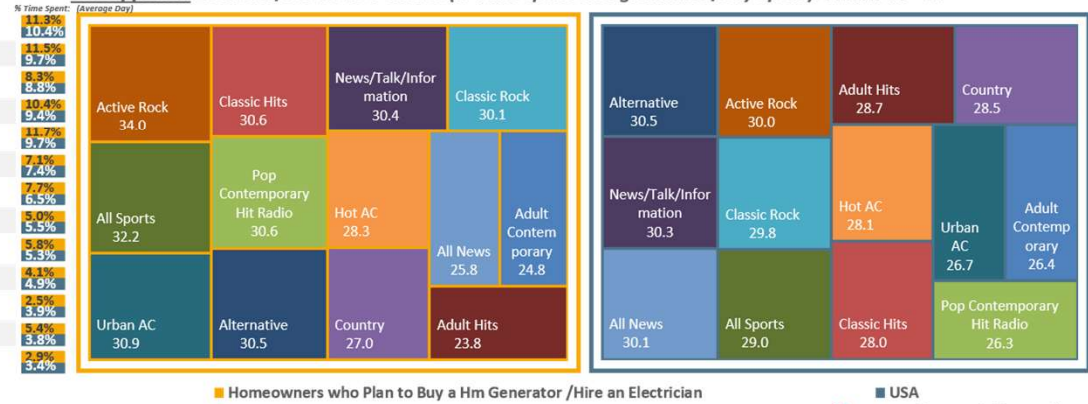 % Time Spent: (Average Day)
11.3%
10.4%
11.5%
9.7%
8.3%
8.8%
10.4%
9.4%
11.7%
9.7%
7.1%
7.4%
7.7%
6.5%
5.0%
5.5%
5.8%
5.3%
4.1%
4.9%
2.5%
3.9%
5.4%
3.8%
2.9%
3.4%
Active Rock
34.0
Classic Hits
30.6
News/Talk/Infor
mation
30.4
Classic Rock
30.1
All Sports
32.2
Pop
Contemporary
Hit Radio
30.6
Hot AC
28.3
All News
25.8
Adult
Contem
porary
24.8
Urban AC
30.9
Alternative
30.5
Country
27.0
Adult Hits
23.8
Alternative
30.5
Active Rock
30.0
Adult Hits
28.7
Country
28.5
News/Talk/Infor
mation
30.3
Classic Rock
29.8
Hot AC
28.1
Urban
AC
26.7
Adult
Contemp
orary
26.4
All News
30.1
All Sports
29.0
Classic Hits
28.0
Pop Contemporary
Hit Radio
26.3
Homeowners who Plan to Buy a Hm Generator /Hire an Electrician
USA